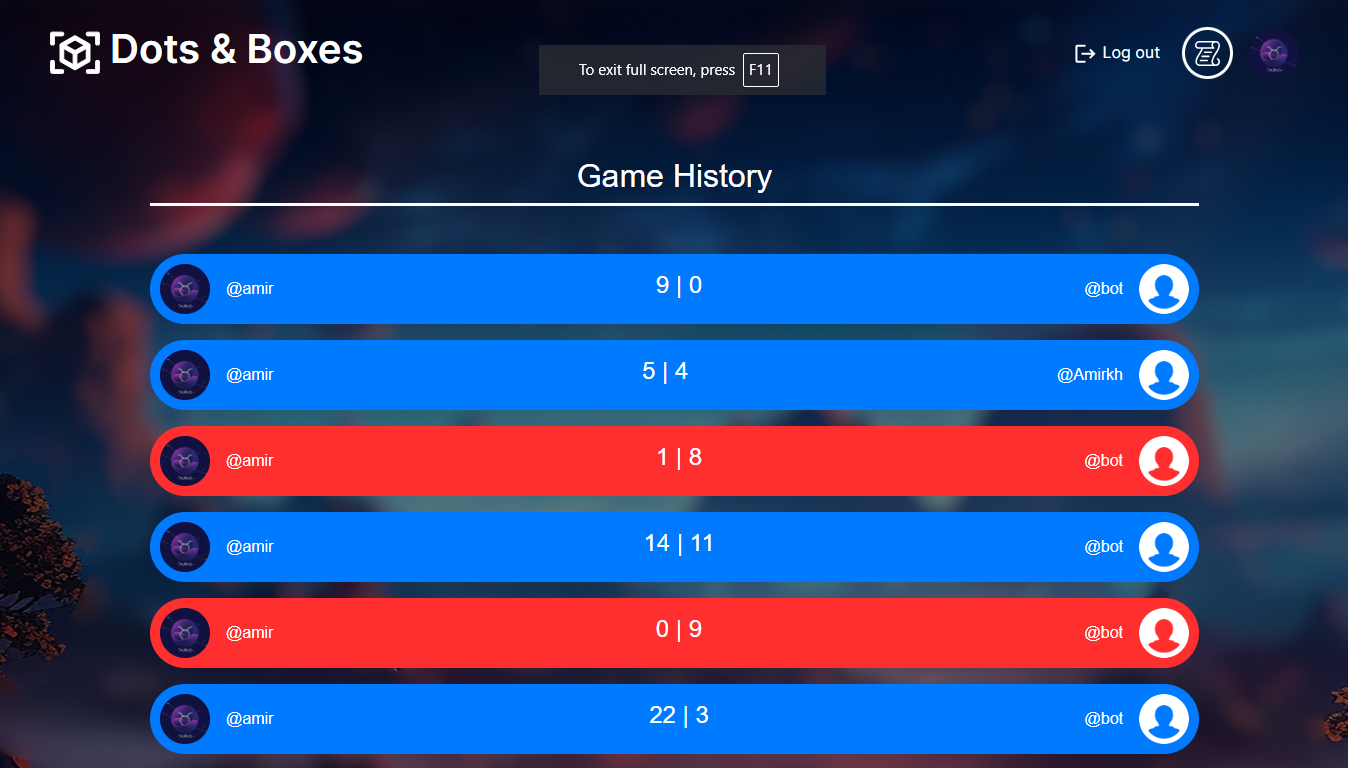 Dots & Boxes
To exit full screen, press F11
Log out
Game History
@amir 9 | 0 @bot
@amir 5 | 4 @Amirkh
@amir 1 | 8 @bot
@amir 14 | 11 @bot
@amir 0 | 9 @bot
@amir 22 | 3 @bot